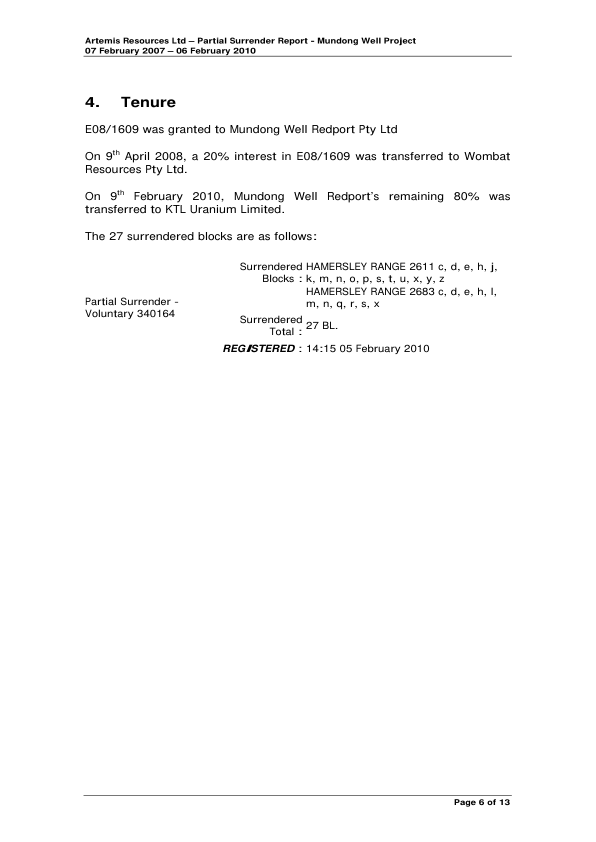 Artemis Resources Ltd – Partial Surrender Report - Mundong Well Project
07 February 2007 – 06 February 2010
4. Tenure
E08/1609 was granted to Mundong Well Redport Pty Ltd
On 9th April 2008, a 20% interest in E08/1609 was transferred to Wombat
Resources Pty Ltd.
On 9th February 2010, Mundong Well Redport's remaining 80% was
transferred to KTL Uranium Limited.
The 27 surrendered blocks are as follows:
Partial Surrender -
Voluntary 340164
Surrendered HAMERSLEY RANGE 2611 c, d, e, h, j,
Blocks : k, m, n, o, p, s, t, u, x, y, z
HAMERSLEY RANGE 2683 c, d, e, h, l,
m, n, q, r, s, x
Surrendered
Total : 27 BL.
REGISTERED : 14:15 05 February 2010
Page 6 of 13